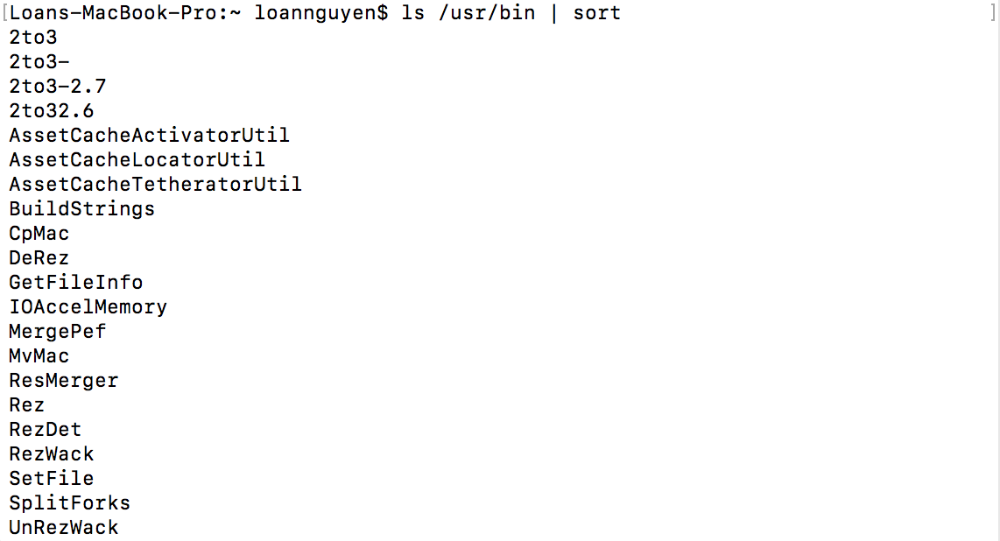 [Loans-MacBook-Pro:~ loannguyen$ ls /usr/bin | sort ]
2to3
2to3-
2to3-2.7
2to32.6
AssetCacheActivatorUtil
AssetCacheLocatorUtil
AssetCacheTetheratorUtil
BuildStrings
CpMac
DeRez
GetFileInfo
IOAccelMemory
MergePef
MvMac
ResMerger
Rez
RezDet
RezWack
SetFile
SplitForks
UnRezWack